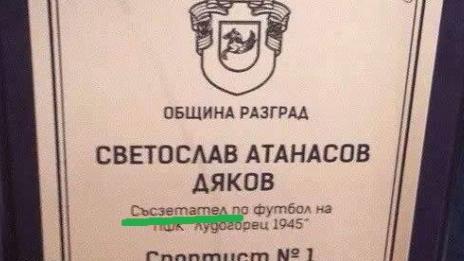 ОБЩИНА РАЗГРАД
СВЕТОСЛАВ АТАНАСОВ
ДЯКОВ
Съсзетател по футбол на
ПФК "Лудогорец 1945"
Спортист № 1